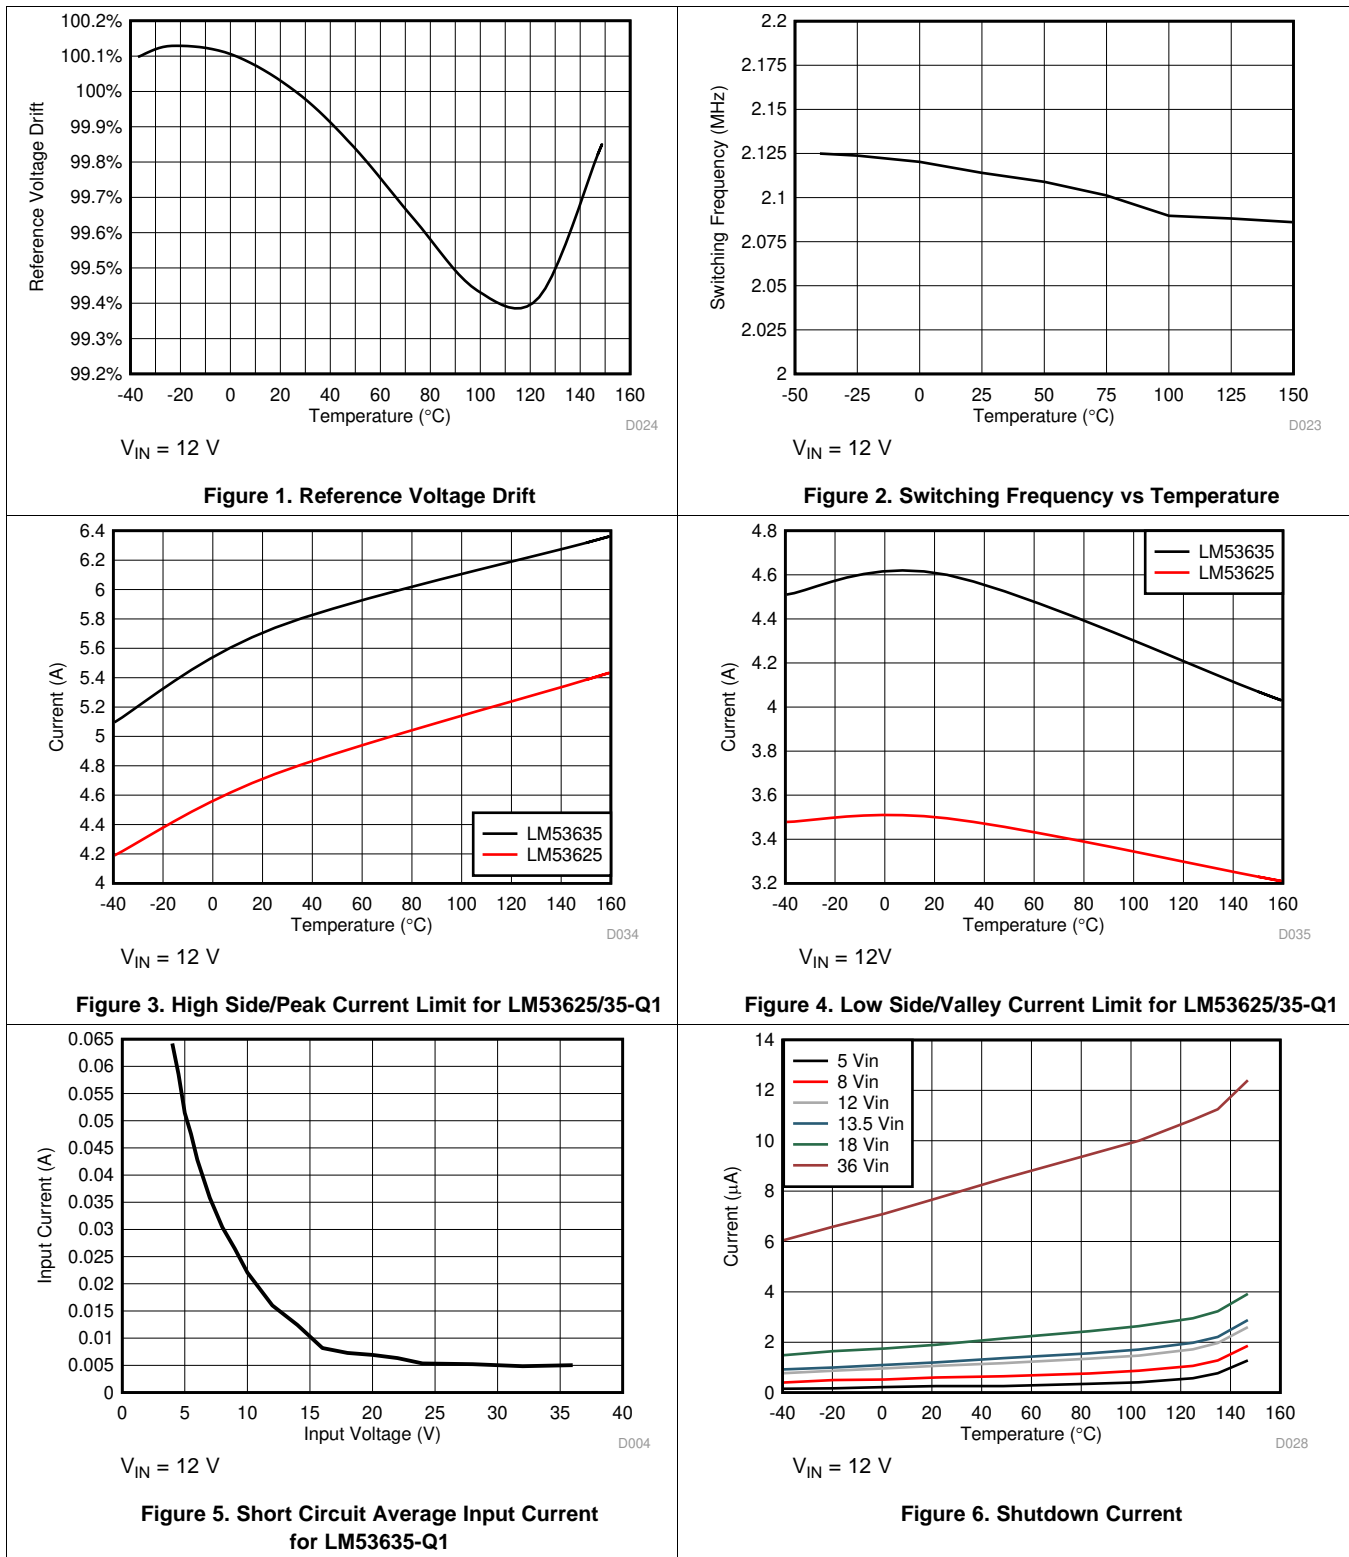 100.2%
100.1%
100%
99.9%
99.8%
99.7%
99.6%
99.5%
99.4%
99.3%
99.2%
Reference Voltage Drift
-40 -20 0 20 40 60 80 100 120 140 160
Temperature (°C)
D024
V_IN = 12 V
Figure 1. Reference Voltage Drift
2.2
2.175
2.15
2.125
2.1
2.075
2.05
2.025
2
Switching Frequency (MHz)
-50 -25 0 25 50 75 100 125 150
Temperature (°C)
D023
V_IN = 12 V
Figure 2. Switching Frequency vs Temperature
6.4
6.2
6
5.8
5.6
5.4
5.2
5
4.8
4.6
4.4
4.2
4
Current (A)
LM53635
LM53625
-40 -20 0 20 40 60 80 100 120 140 160
Temperature (°C)
D034
V_IN = 12 V
Figure 3. High Side/Peak Current Limit for LM53625/35-Q1
4.8
4.6
4.4
4.2
4
3.8
3.6
3.4
3.2
Current (A)
LM53635
LM53625
-40 -20 0 20 40 60 80 100 120 140 160
Temperature (°C)
D035
V_IN = 12V
Figure 4. Low Side/Valley Current Limit for LM53625/35-Q1
0.065
0.06
0.055
0.05
0.045
0.04
0.035
0.03
0.025
0.02
0.015
0.01
0.005
0
Input Current (A)
0 5 10 15 20 25 30 35 40
Input Voltage (V)
D004
V_IN = 12 V
Figure 5. Short Circuit Average Input Current
for LM53635-Q1
14
12
10
8
6
4
2
0
Current (µA)
5 Vin
8 Vin
12 Vin
13.5 Vin
18 Vin
36 Vin
-40 -20 0 20 40 60 80 100 120 140 160
Temperature (°C)
D028
V_IN = 12 V
Figure 6. Shutdown Current